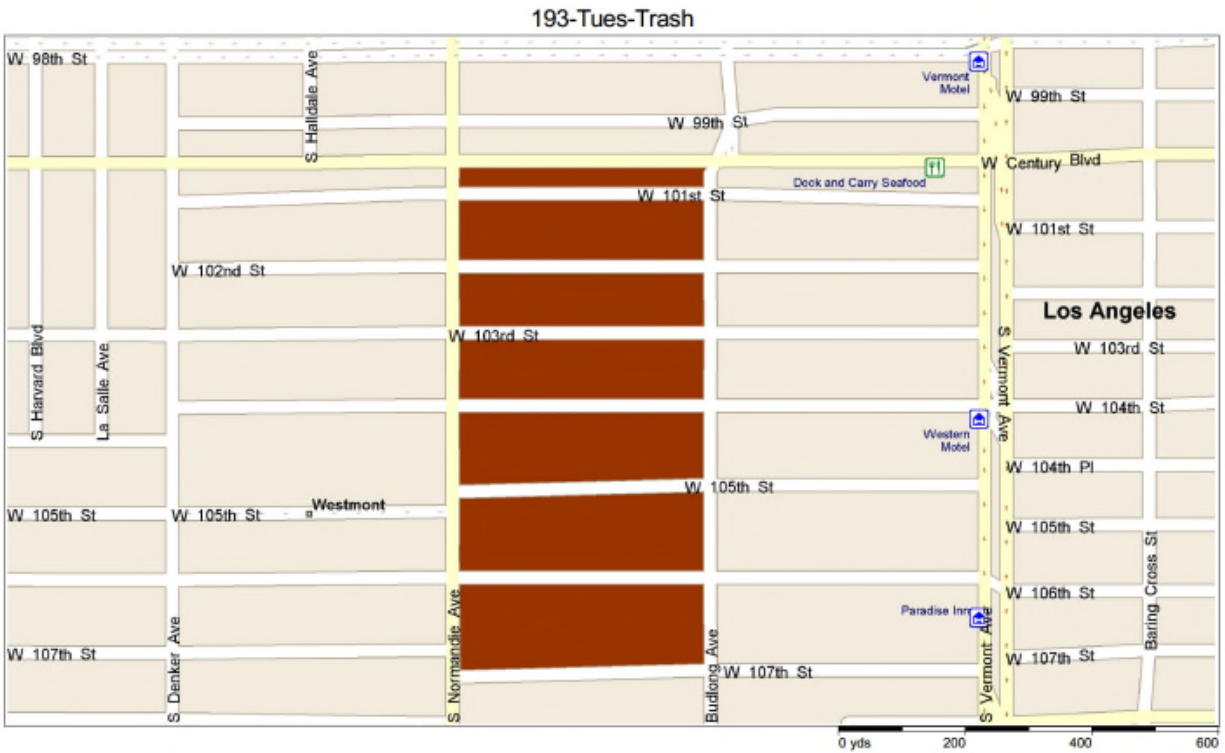 193-Tues-Trash
W 98th St
S Halldale Ave
Vermont
Motel
W 99th St
W 99th St
W Century Blvd
Dock and Carry Seafood
W 101st St
W 101st St
W 102nd St
Los Angeles
W 103rd St
W 103rd St
S Harvard Blvd
La Salle Ave
S Vermont Ave
W 104th St
Western
Motel
W 104th Pl
W 105th St
Westmont
W 105th St
W 105th St
W 105th St
Baring Cross St
W 106th St
Paradise Inn
S Denker Ave
S Normandie Ave
Budlong Ave
S Vermont Ave
W 107th St
W 107th St
W 107th St
0 yds 200 400 600